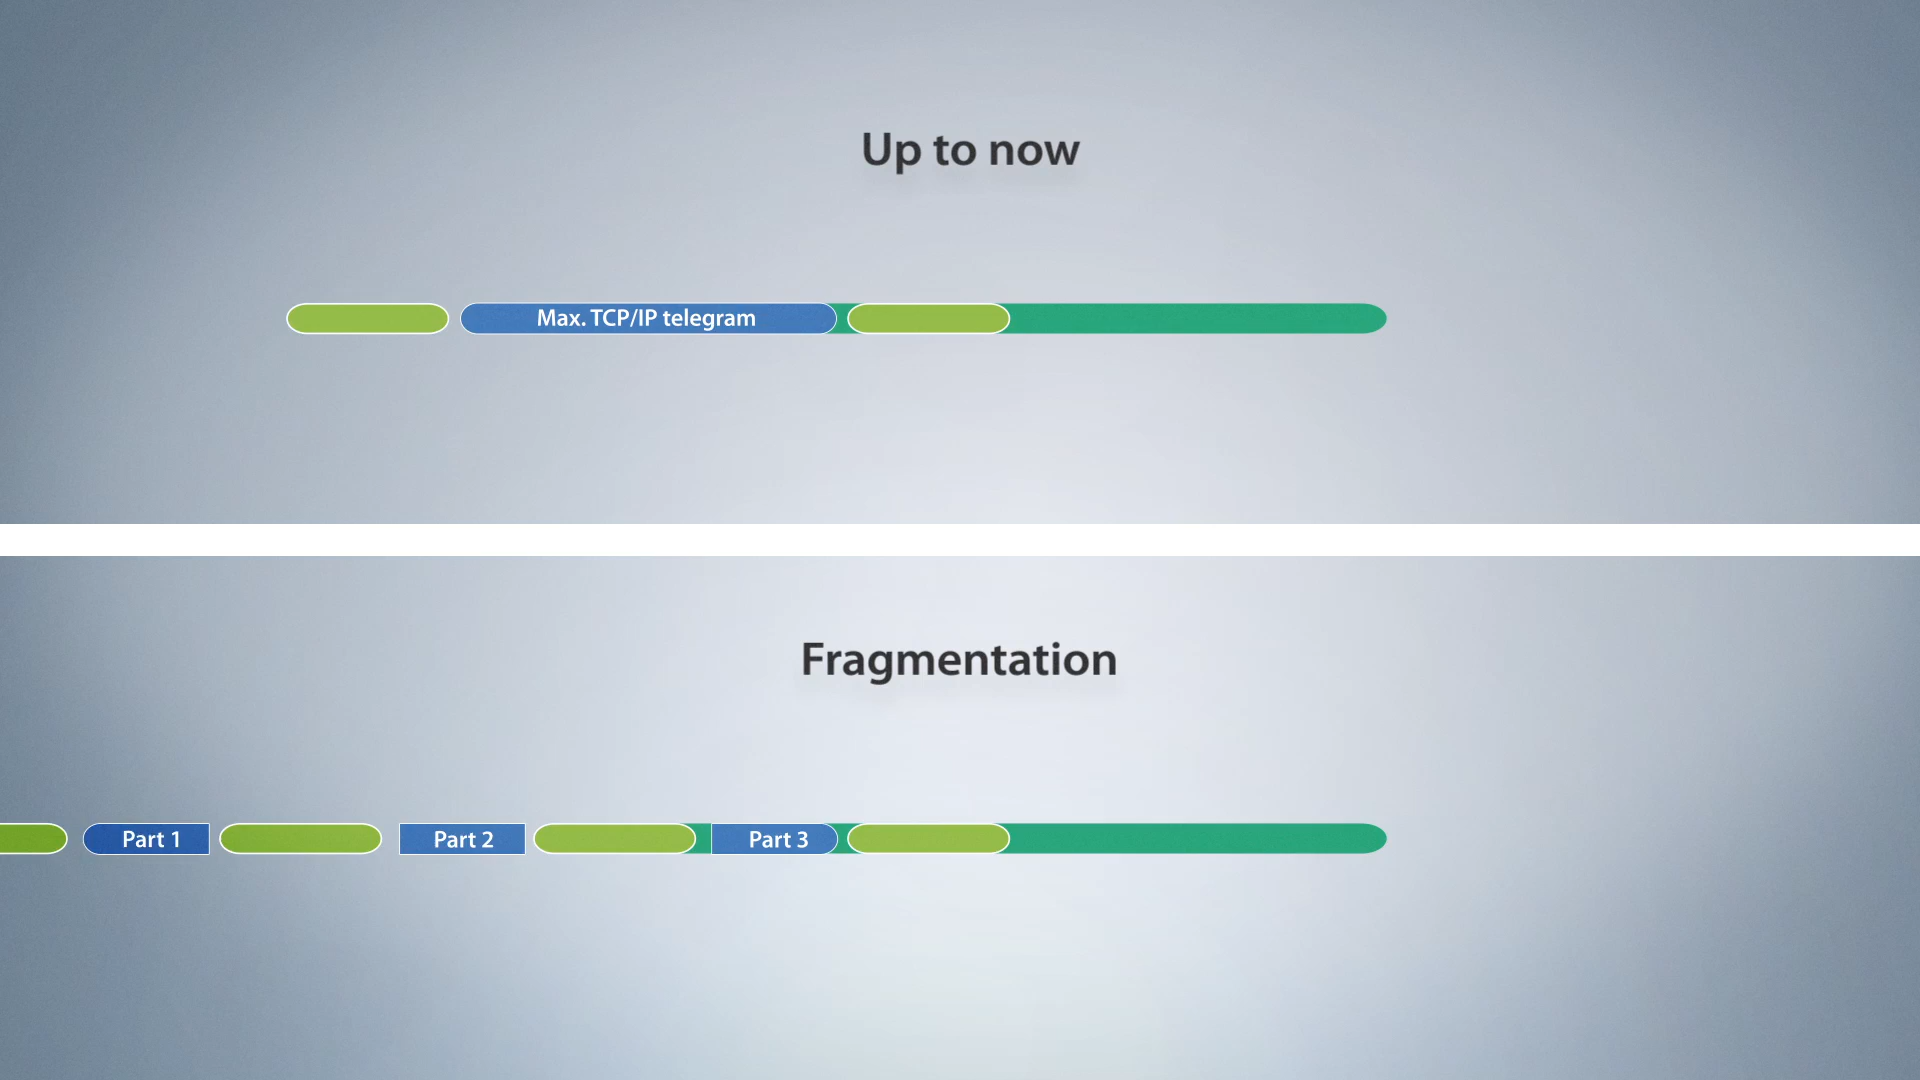 Up to now
Max. TCP/IP telegram
Fragmentation
Part 1 Part 2 Part 3